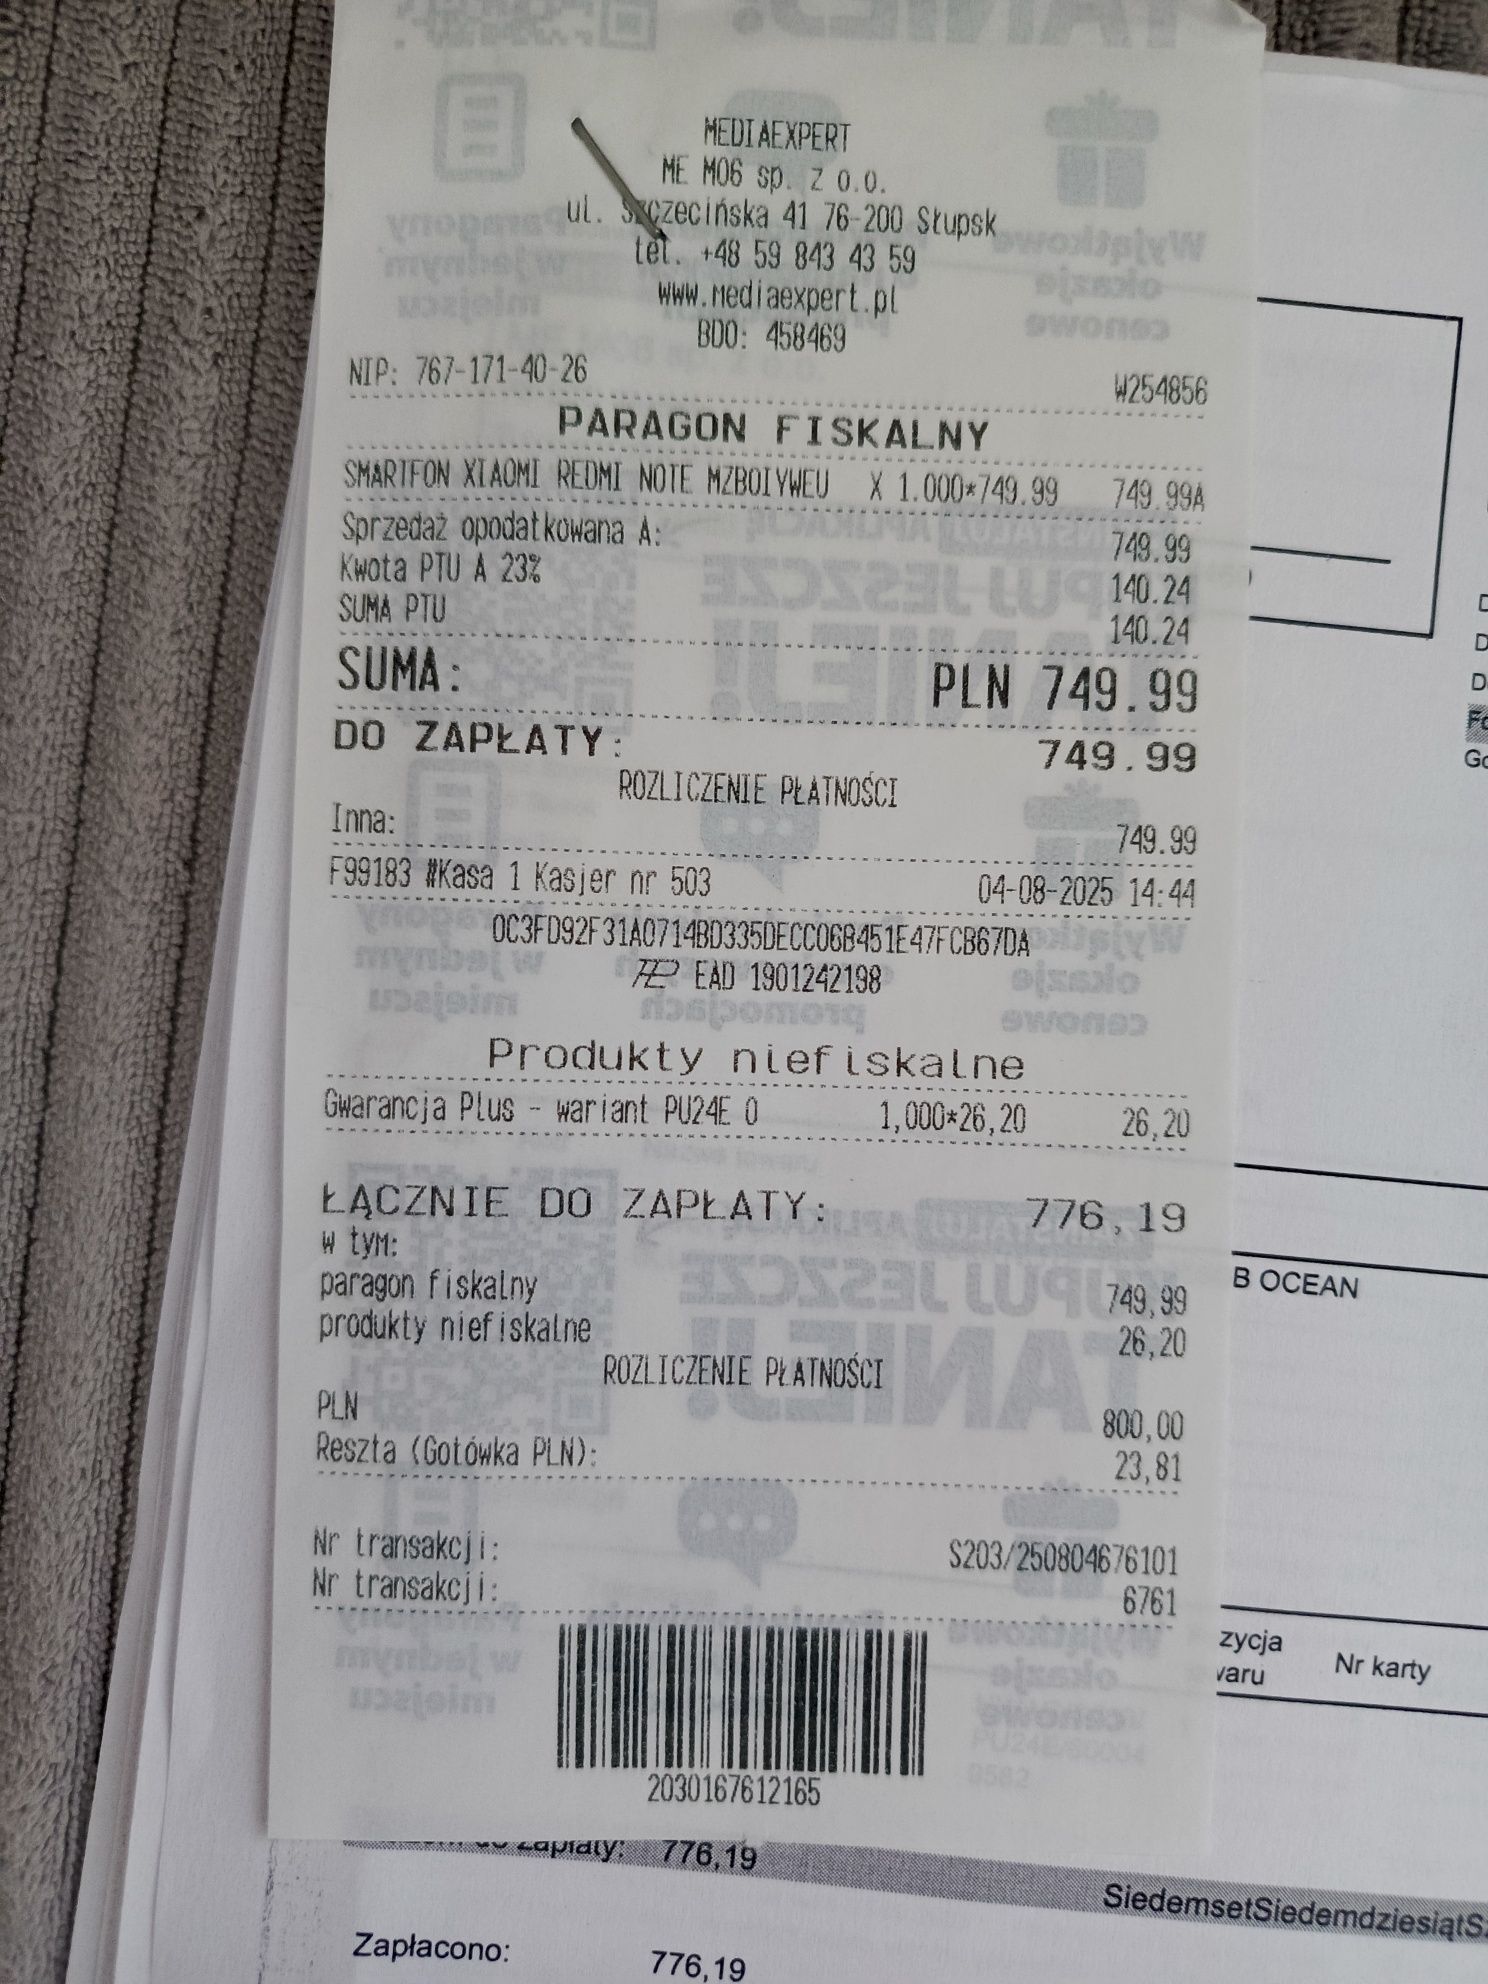 MEDIAEXPERT
ME M06 sp. z o.o.
ul. Szczecińska 41 76-200 Słupsk
tel. +48 59 843 43 59
www.mediaexpert.pl
BDO: 458469
NIP: 767-171-40-26 W254856
PARAGON FISKALNY
SMARTFON XIAOMI REDMI NOTE MZB0IYWEU X 1.000*749.99 749.99A
Sprzedaż opodatkowana A: 749.99
Kwota PTU A 23% 140.24
SUMA PTU 140.24
SUMA: PLN 749.99
DO ZAPŁATY: 749.99
ROZLICZENIE PŁATNOŚCI
Inna: 749.99
F99183 #Kasa 1 Kasjer nr 503 04-08-2025 14:44
0C3FD92F31A0714BD335DECC06B451E47FCB67DA
EAD 1901242198
Produkty niefiskalne
Gwarancja Plus - wariant PU24E 0 1,000*26,20 26,20
ŁĄCZNIE DO ZAPŁATY: 776,19
w tym:
paragon fiskalny 749,99
produkty niefiskalne 26,20
ROZLICZENIE PŁATNOŚCI
PLN 800,00
Reszta (Gotówka PLN): 23,81
Nr transakcji: S203/250804676101
Nr transakcji: 6761
2030167612165
B OCEAN
zycja
waru
Nr karty
zapłaty: 776,19
SiedemsetSiedemdziesiątS
Zapłacono: 776,19